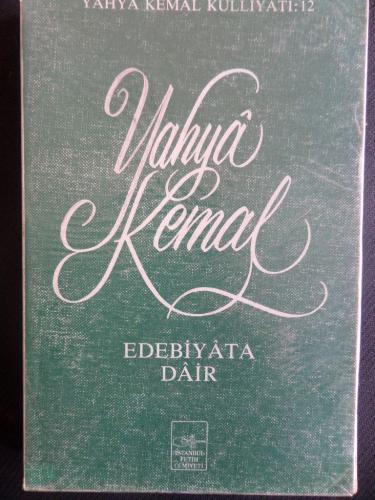 YAHYA KEMAL KÜLLİYATI: 12
Yahyâ
Kemal
EDEBİYÂTA
DÂİR
İSTANBUL
FETİH
CEMİYETİ